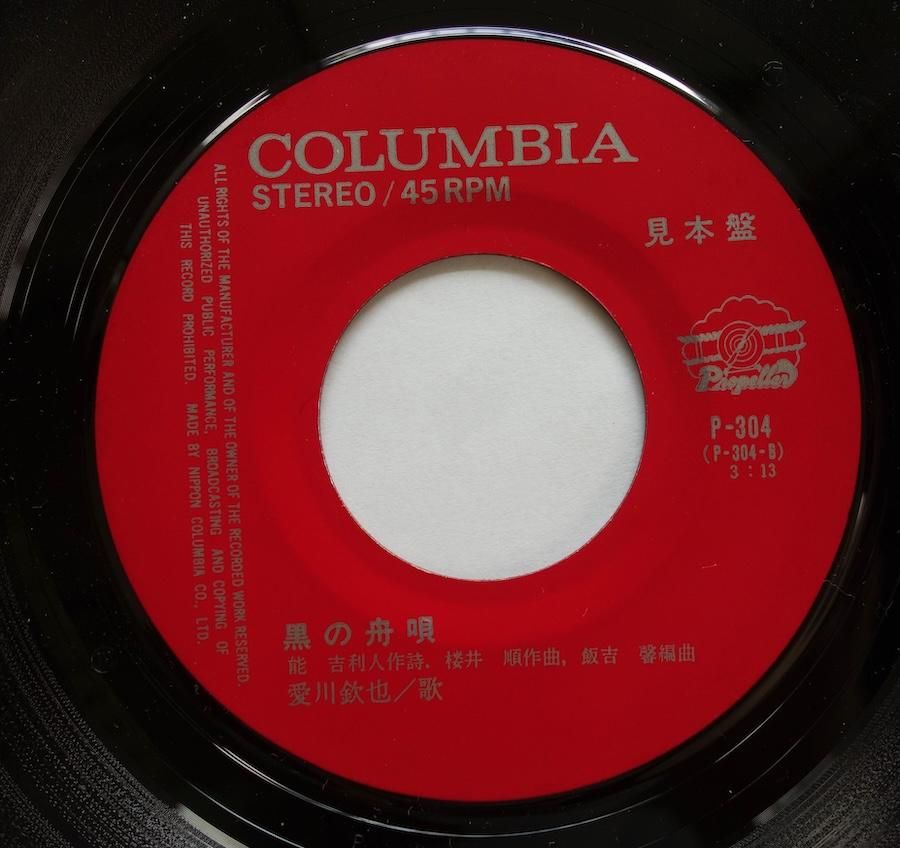 COLUMBIA
STEREO / 45 RPM
見本盤
Propeller
P-304
(P-304-B)
3 : 13
ALL RIGHTS OF THE MANUFACTURER AND OF THE OWNER OF THE RECORDED WORK RESERVED.
UNAUTHORIZED PUBLIC PERFORMANCE, BROADCASTING AND COPYING OF
THIS RECORD PROHIBITED. MADE BY NIPPON COLUMBIA CO., LTD.
黒の舟唄
能 吉利人作詩. 桜井 順作曲, 飯吉 馨編曲
愛川欽也/歌